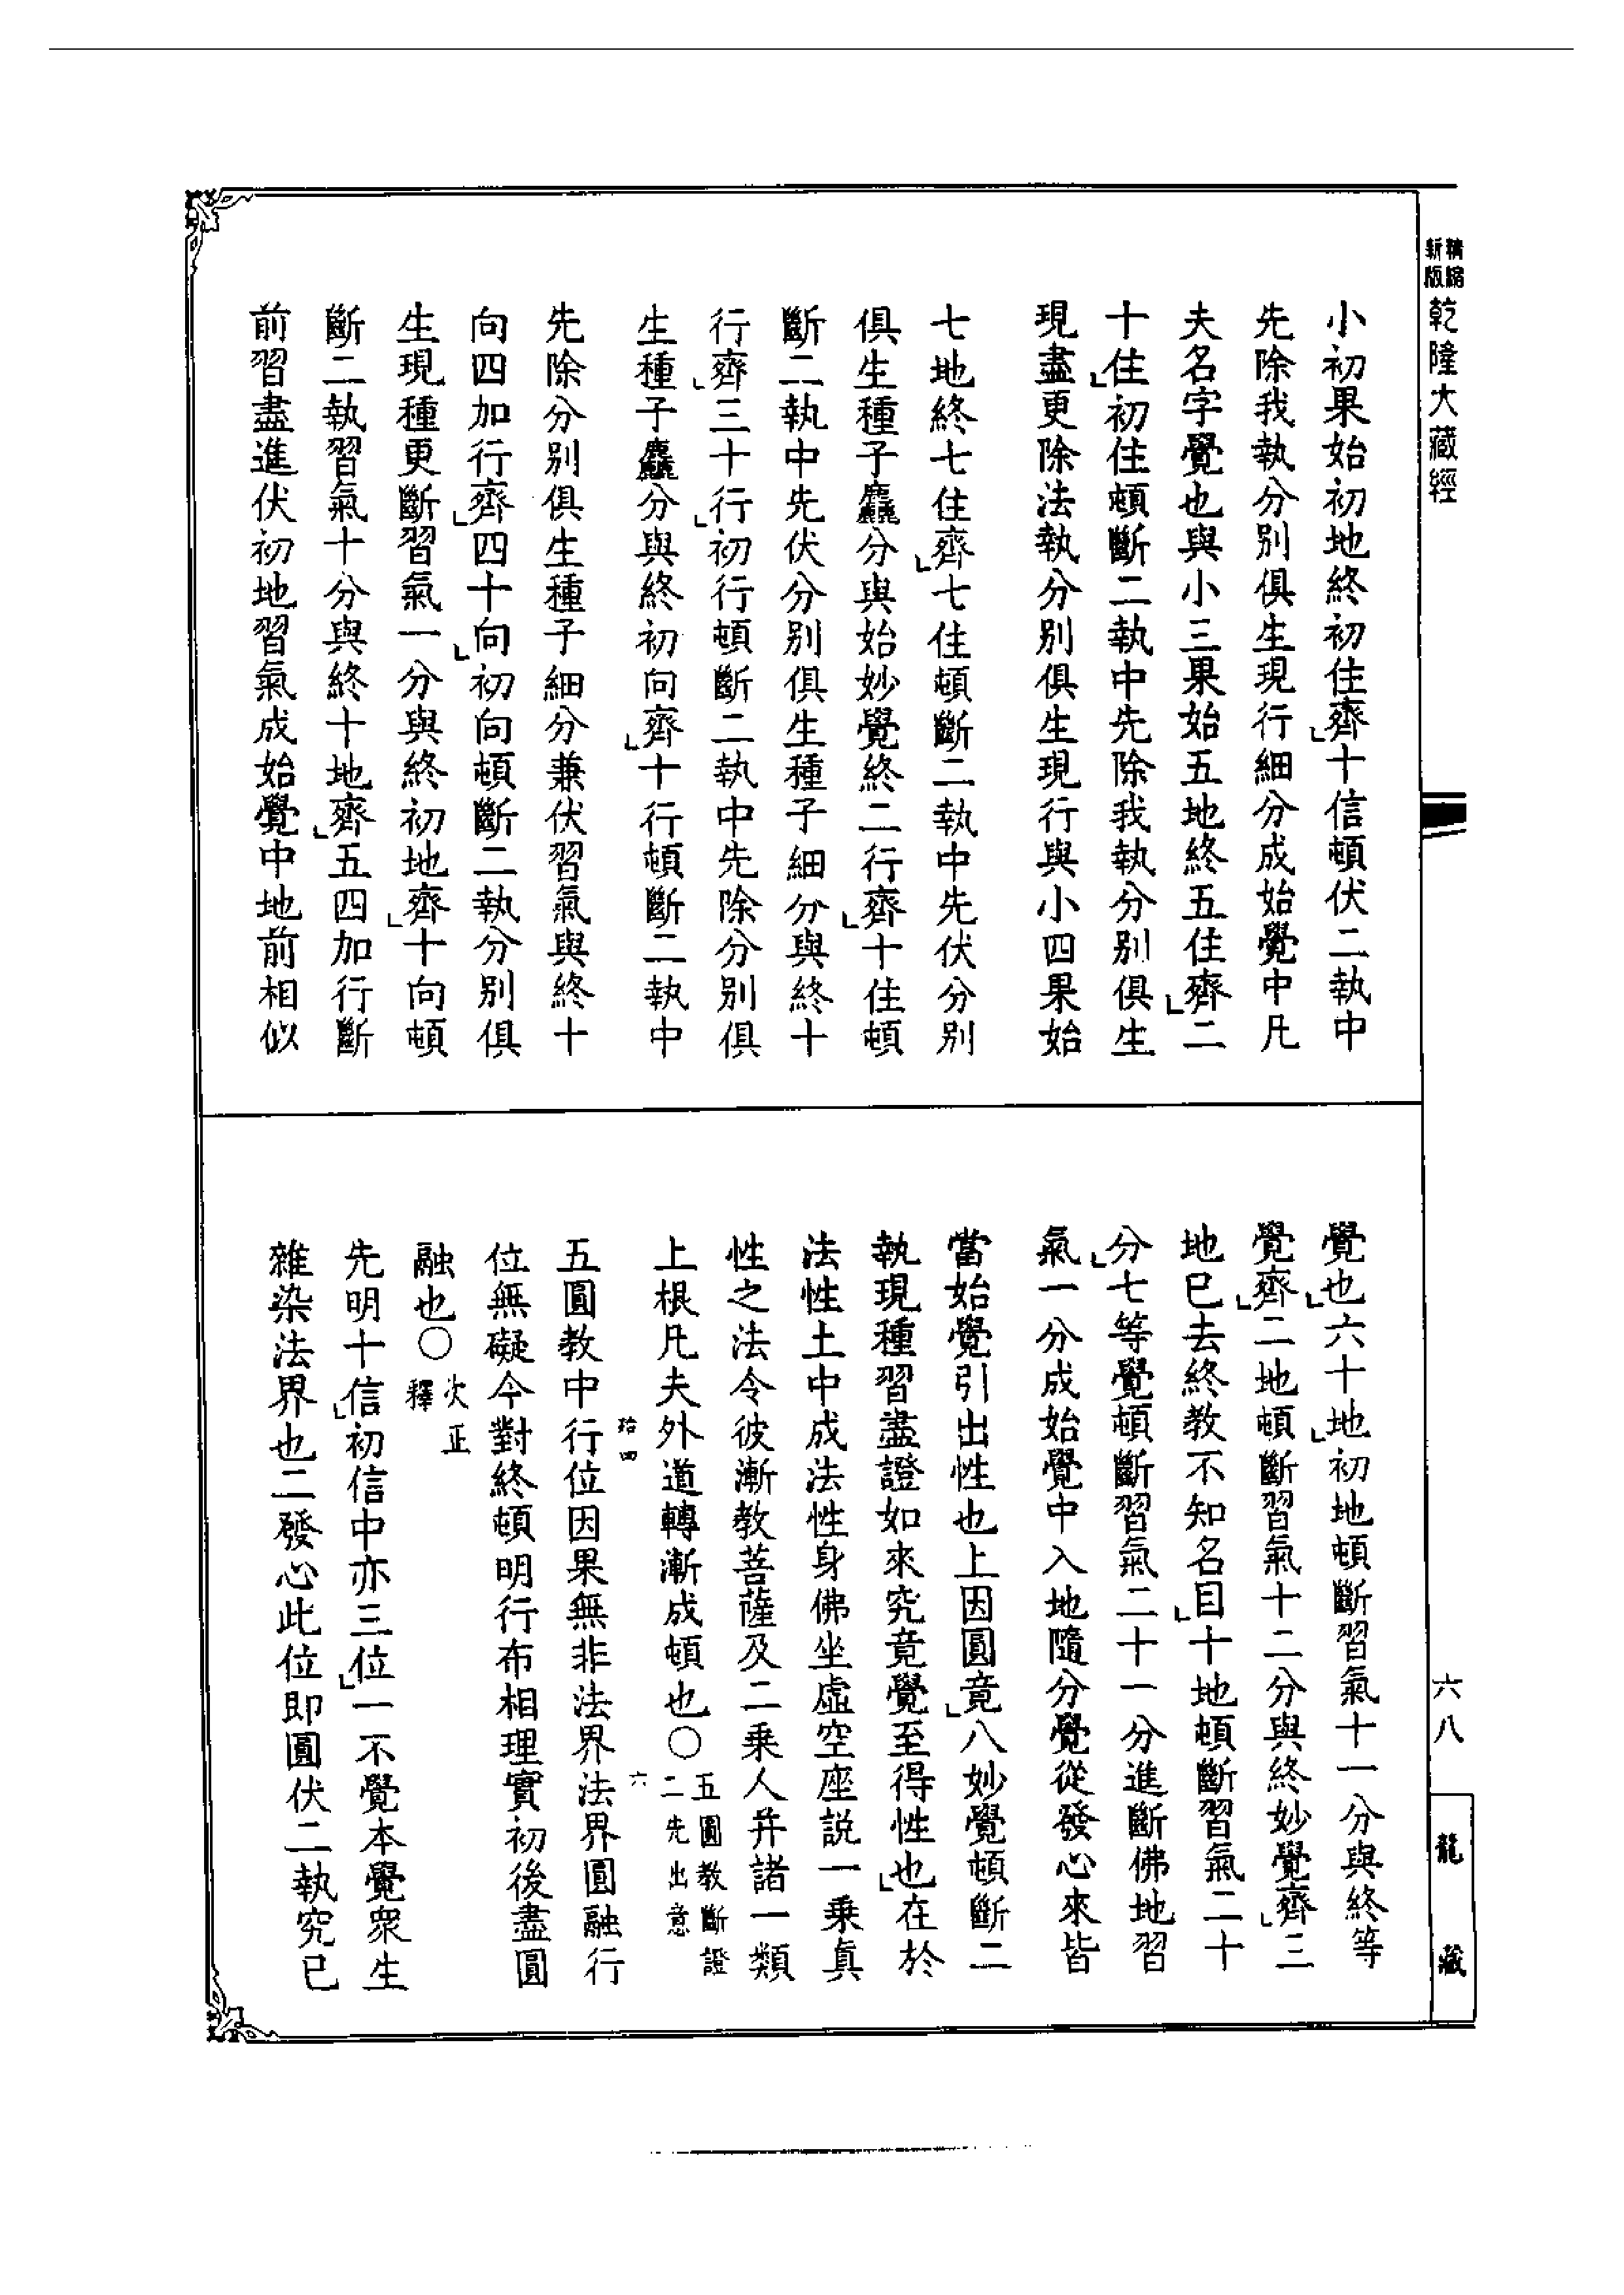 精縮
新版
乾隆大藏經
小初果始初地終初住齊十信頓伏二執中
先除我執分別俱生現行細分成始覺中凡
夫名字覺也與小三果始五地終五住齊二
十住初住頓斷二執中先除我執分別俱生
現盡更除法執分別俱生現行與小四果始
七地終七住齊七住頓斷二執中先伏分別
俱生種子麤分與始妙覺終二行齊十住頓
斷二執中先伏分別俱生種子細分與終十
行齊三十行初行頓斷二執中先除分別俱
生種子麤分與終初向齊十行頓斷二執中
先除分別俱生種子細分兼伏習氣與終十
向四加行齊四十向初向頓斷二執分別俱
生現種更斷習氣一分與終初地齊十向頓
斷二執習氣十分與終十地齊五四加行斷
前習盡進伏初地習氣成始覺中地前相似
覺也六十地初地頓斷習氣十一分與終等
覺齊二地頓斷習氣十二分與終妙覺齊三
地已去終教不知名目十地頓斷習氣二十
分七等覺頓斷習氣二十一分進斷佛地習
氣一分成始覺中入地隨分覺從發心來皆
當始覺引出性也上因圓竟八妙覺頓斷二
執現種習盡證如來究竟覺至得性也在於
法性土中成法性身佛坐虛空座説一乗真
性之法令彼漸教菩薩及二乗人并諸一類
上根凡夫外道轉漸成頓也○五圓教斷證
二先出意
五圓教中行位因果無非法界法界圓融行
位無礙今對終頓明行布相理實初後盡圓
融也○次正
釋
先明十信初信中亦三位一不覺本覺衆生
雜染法界也二發心此位即圓伏二執究已
六八
龍藏